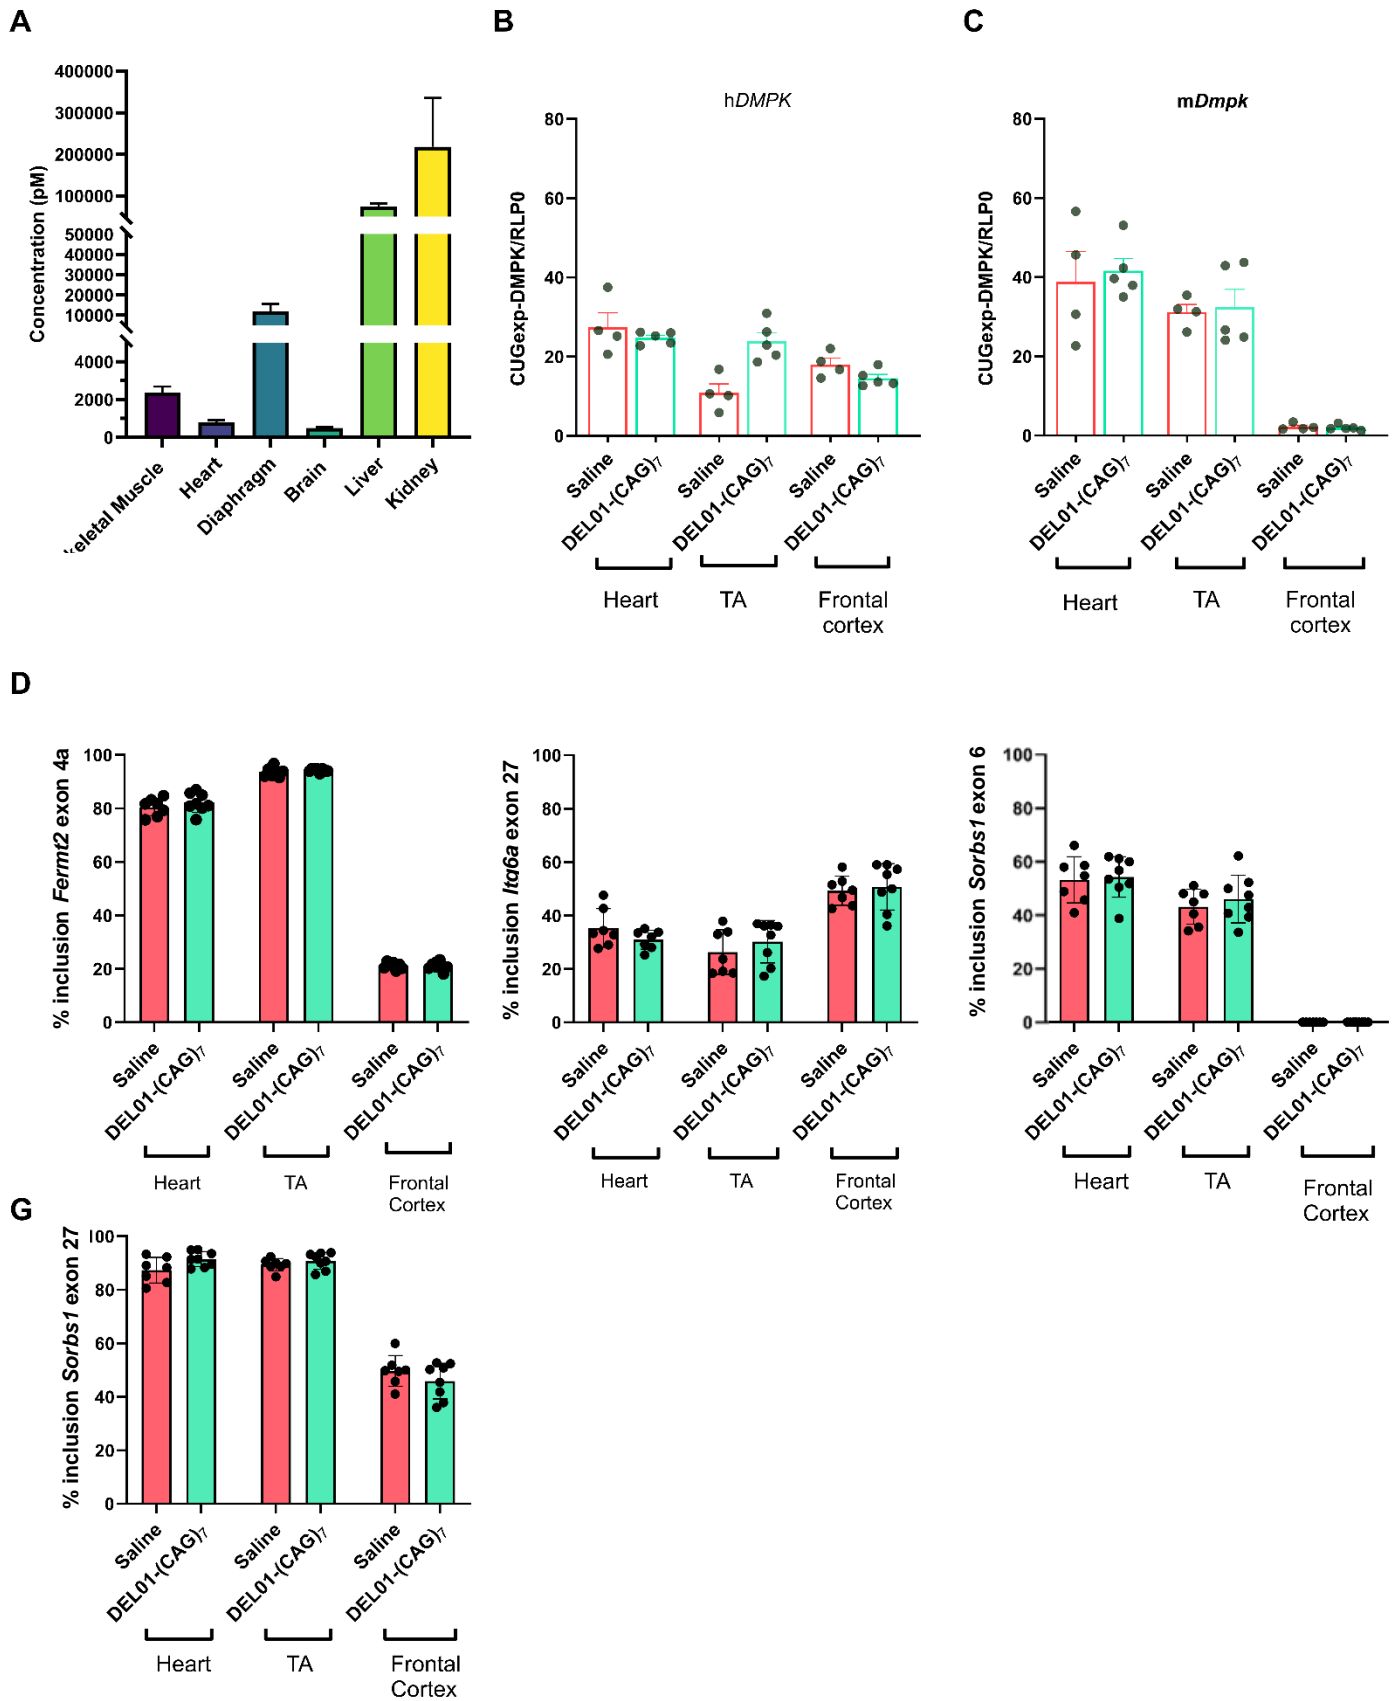 A
B
C
400000
300000
200000
100000
50000
40000
30000
20000
10000
4000
2000
0
Concentration (pM)
Skeletal Muscle
Heart
Diaphragm
Brain
Liver
Kidney
hDMPK
80
60
40
20
0
CUGexp-DMPK/RLP0
Saline
DEL01-(CAG)₇
Saline
DEL01-(CAG)₇
Saline
DEL01-(CAG)₇
Heart
TA
Frontal
cortex
mDmpk
80
60
40
20
0
CUGexp-DMPK/RLP0
Saline
DEL01-(CAG)₇
Saline
DEL01-(CAG)₇
Saline
DEL01-(CAG)₇
Heart
TA
Frontal
cortex
D
100
80
60
40
20
0
% inclusion Fermt2 exon 4a
Saline
DEL01-(CAG)₇
Saline
DEL01-(CAG)₇
Saline
DEL01-(CAG)₇
Heart
TA
Frontal
Cortex
100
80
60
40
20
0
% inclusion Itg6a exon 27
Saline
DEL01-(CAG)₇
Saline
DEL01-(CAG)₇
Saline
DEL01-(CAG)₇
Heart
TA
Frontal
Cortex
100
80
60
40
20
0
% inclusion Sorbs1 exon 6
Saline
DEL01-(CAG)₇
Saline
DEL01-(CAG)₇
Saline
DEL01-(CAG)₇
Heart
TA
Frontal
Cortex
G
100
80
60
40
20
0
% inclusion Sorbs1 exon 27
Saline
DEL01-(CAG)₇
Saline
DEL01-(CAG)₇
Saline
DEL01-(CAG)₇
Heart
TA
Frontal
Cortex